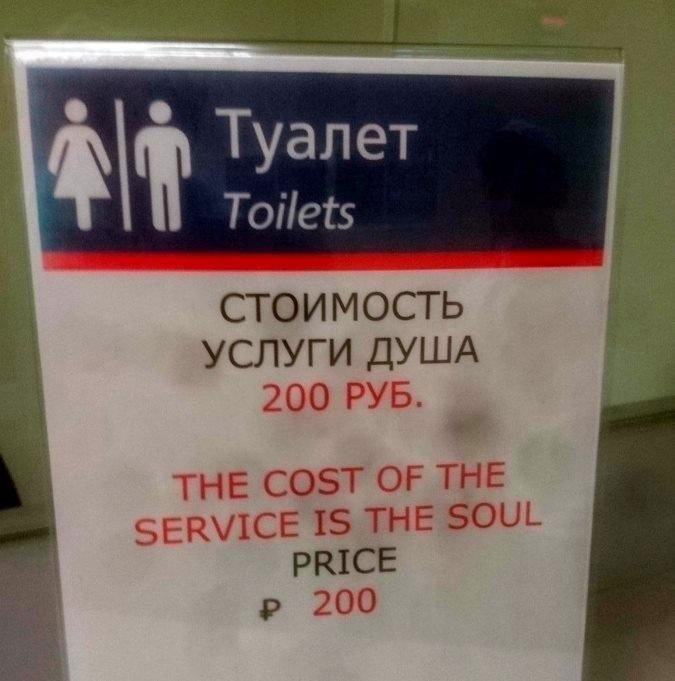 Туалет
Toilets
СТОИМОСТЬ
УСЛУГИ ДУША
200 РУБ.
THE COST OF THE
SERVICE IS THE SOUL
PRICE
₽ 200